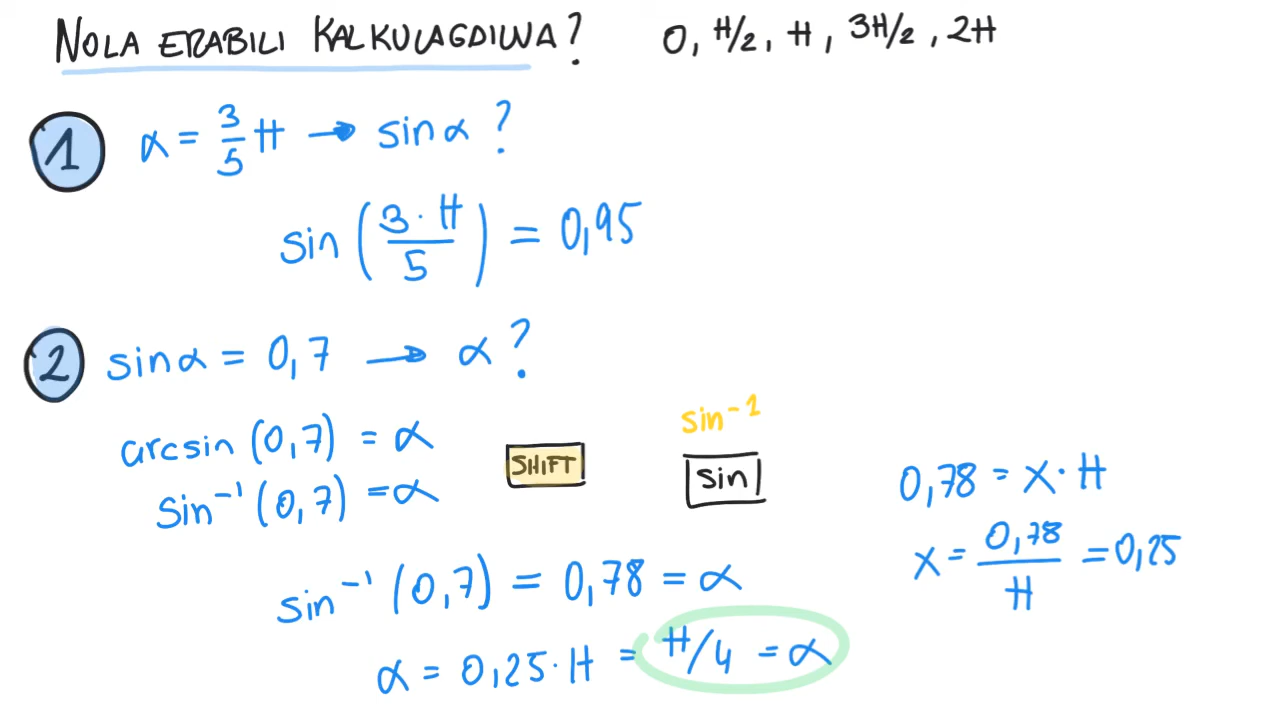 NOLA ERABILI KALKULAGAILUA? 0, π/2, π, 3π/2, 2π
1 α = 3/5 π → sin α ?
sin (3·π/5) = 0,95
2 sin α = 0,7 → α ?
arcsin (0,7) = α
sin⁻¹ (0,7) = α
SHIFT
sin⁻¹
sin
sin⁻¹ (0,7) = 0,78 = α
α = 0,25·π = π/4 = α
0,78 = x·π
x = 0,78/π = 0,25